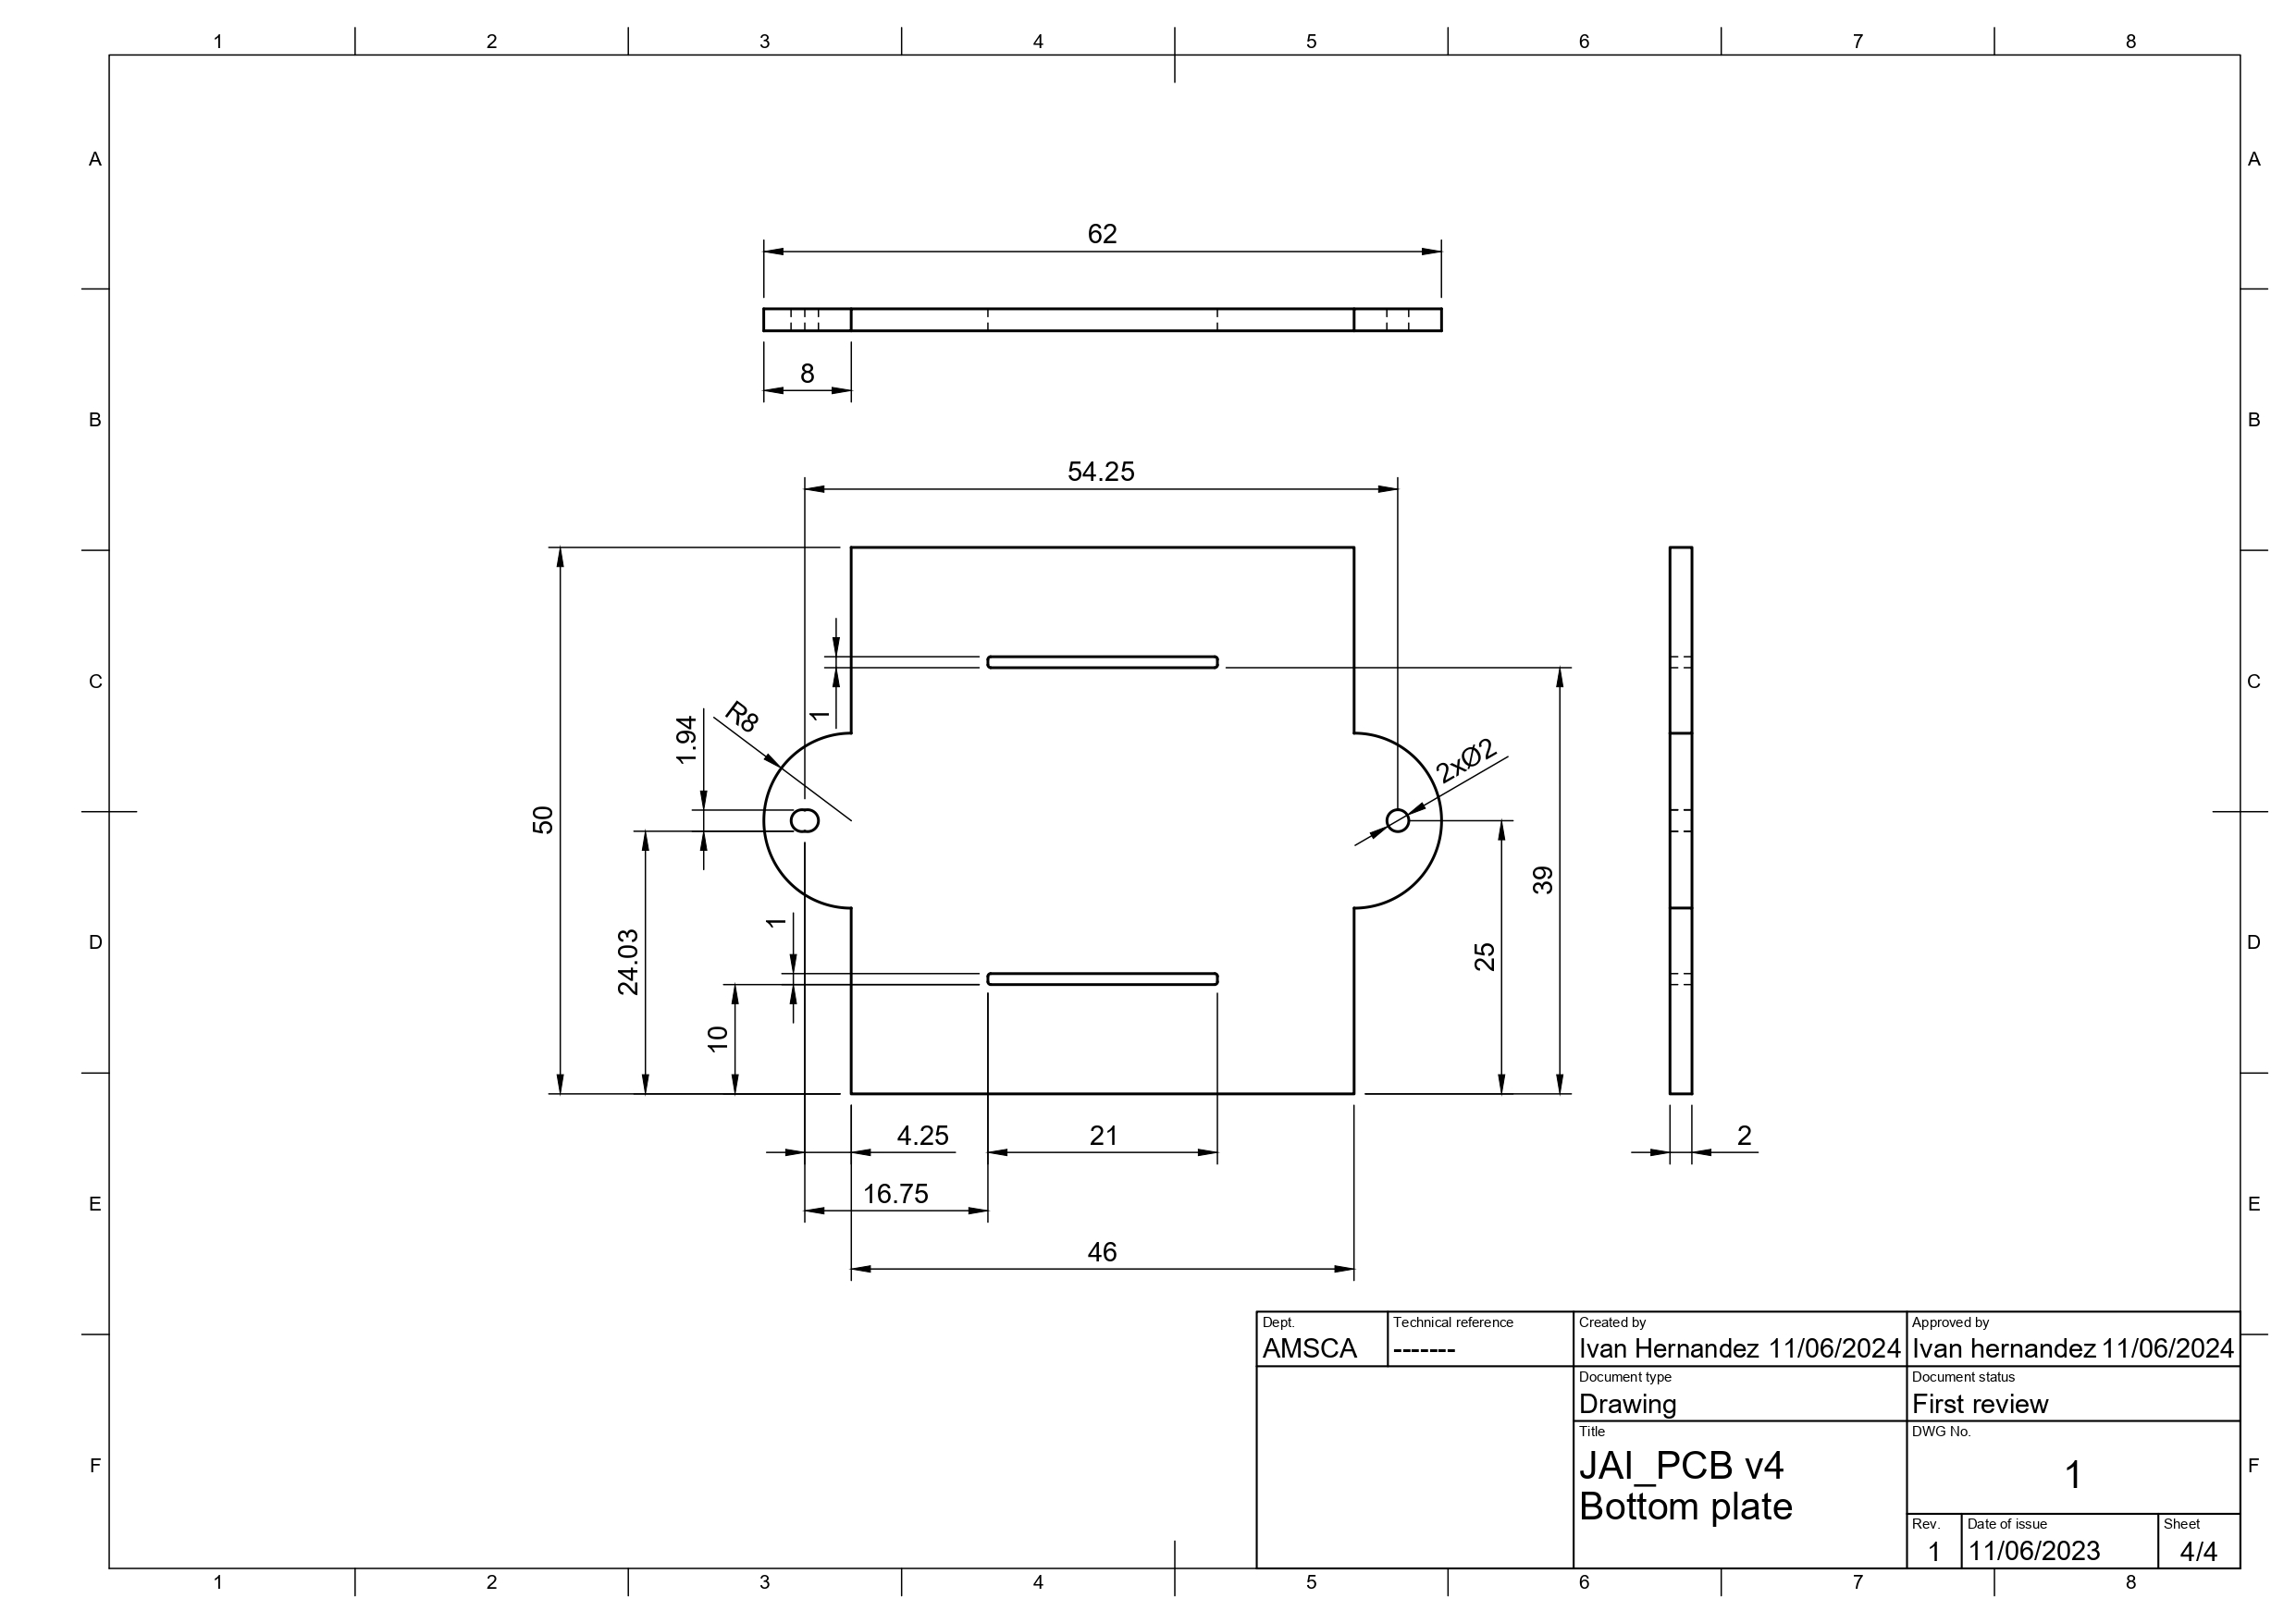 1 2 3 4 5 6 7 8
A A
62
8
B B
54.25
C C
1
R8
1.94
2xØ2
50
39
1
D D
24.03
25
10
4.25 21 2
16.75
E E
46
Dept. Technical reference Created by Approved by
AMSCA ------- Ivan Hernandez 11/06/2024 Ivan hernandez 11/06/2024
Document type Document status
Drawing First review
Title DWG No.
JAI_PCB v4
1
Bottom plate
F F
Rev. Date of issue Sheet
1 11/06/2023 4/4
1 2 3 4 5 6 7 8